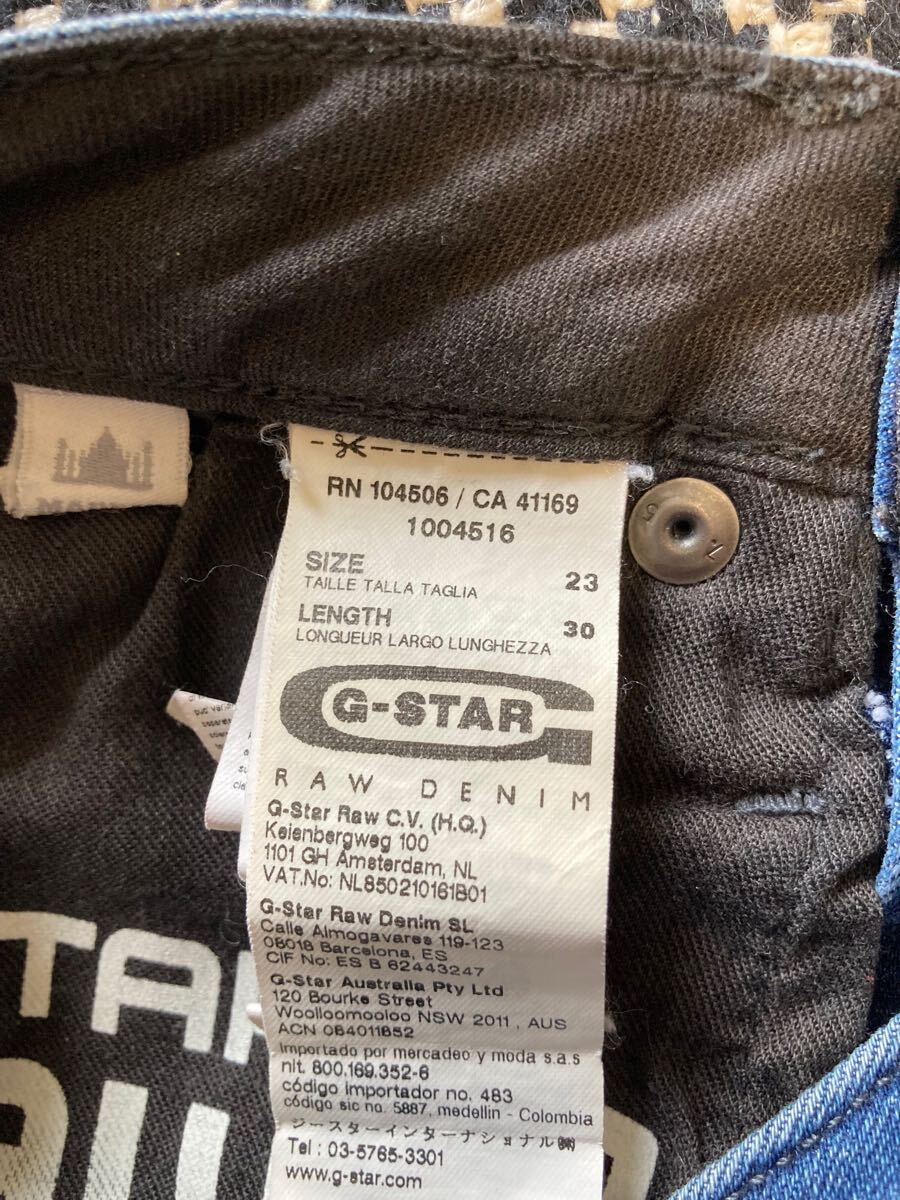 RN 104506 / CA 41169
1004516
SIZE 23
TAILLE TALLA TAGLIA
LENGTH 30
LONGUEUR LARGO LUNGHEZZA
G-STAR
RAW DENIM
G-Star Raw C.V. (H.Q.)
Keienbergweg 100
1101 GH Amsterdam, NL
VAT.No: NL850210161B01
G-Star Raw Denim SL
Calle Almogavares 119-123
08018 Barcelona, ES
CIF No: ES B 62443247
G-Star Australia Pty Ltd
120 Bourke Street
Woolloomooloo NSW 2011 , AUS
ACN 084011852
Importado por mercadeo y moda s.a.s
nit. 800.169.352-6
código importador no. 483
código sic no. 5887, medellin - Colombia
ジースターインターナショナル㈱
Tel : 03-5765-3301
www.g-star.com